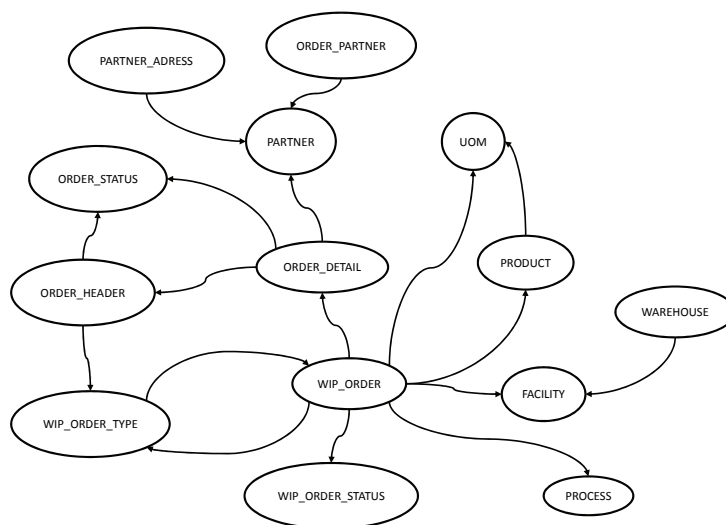 ORDER_PARTNER
PARTNER_ADRESS
PARTNER
UOM
ORDER_STATUS
ORDER_DETAIL
PRODUCT
ORDER_HEADER
WAREHOUSE
WIP_ORDER
FACILITY
WIP_ORDER_TYPE
WIP_ORDER_STATUS
PROCESS